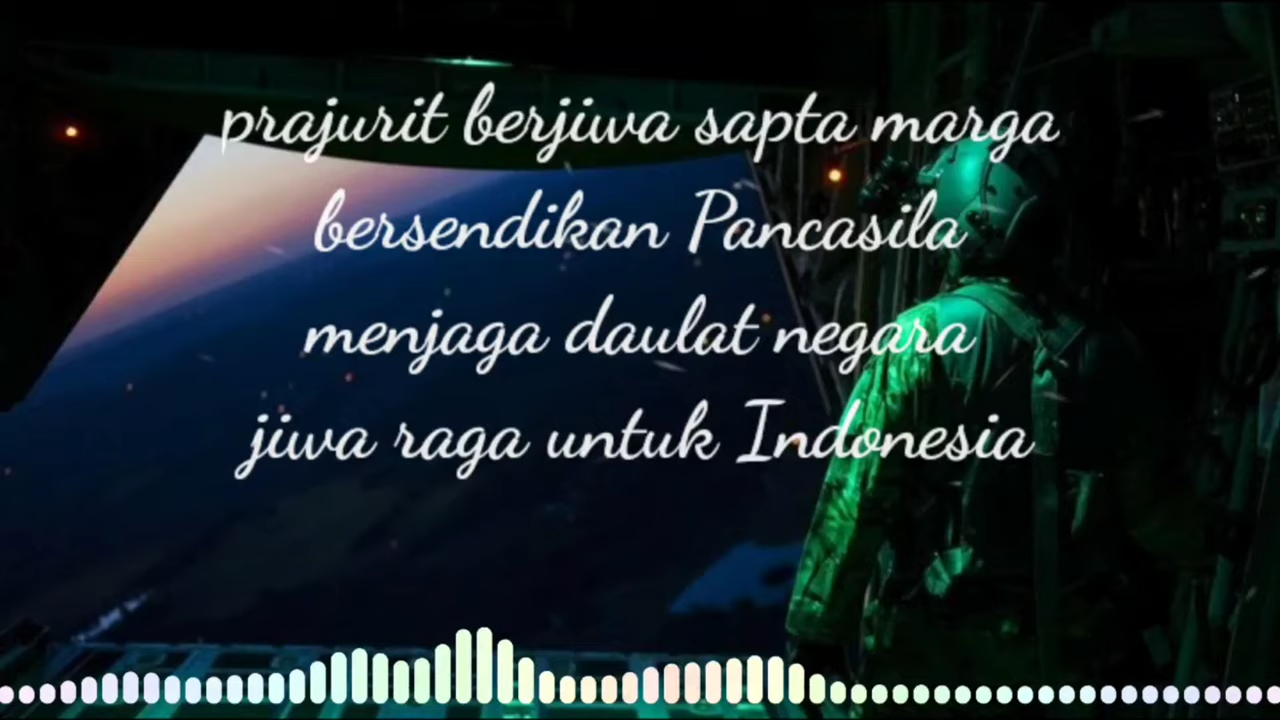 prajurit berjiwa sapta marga
bersendikan Pancasila
menjaga daulat negara
jiwa raga untuk Indonesia